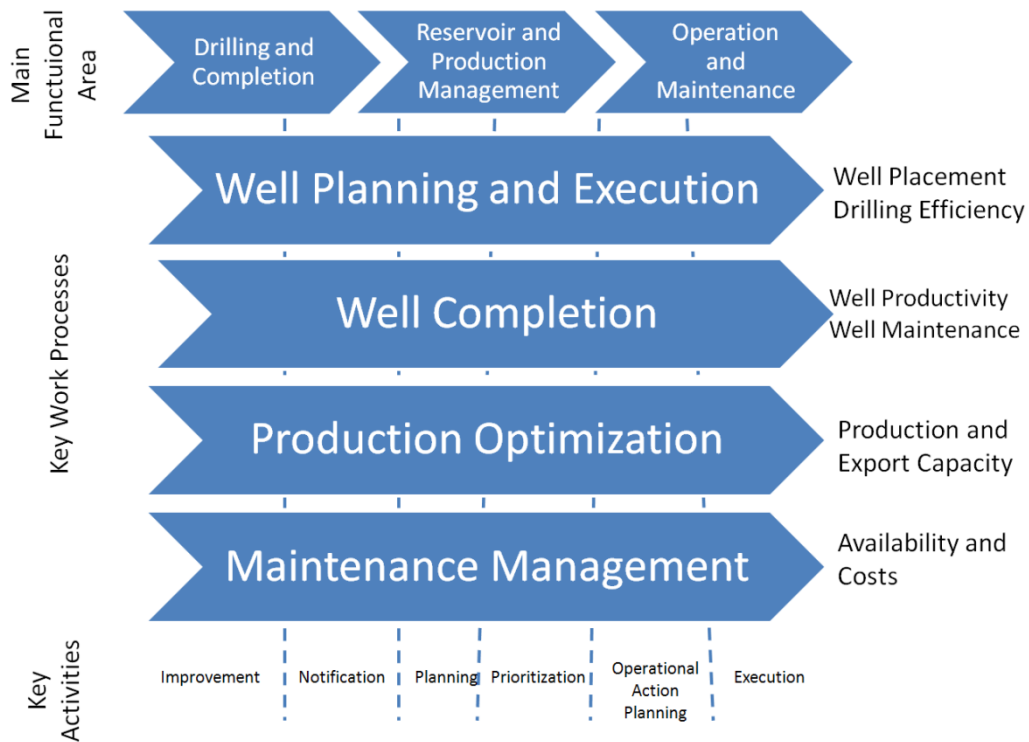 Main
Functional
Area
Drilling and
Completion
Reservoir and
Production
Management
Operation
and
Maintenance
Well Planning and Execution
Well Placement
Drilling Efficiency
Key Work Processes
Well Completion
Well Productivity
Well Maintenance
Production Optimization
Production and
Export Capacity
Maintenance Management
Availability and
Costs
Key
Activities
Improvement
Notification
Planning
Prioritization
Operational
Action
Planning
Execution